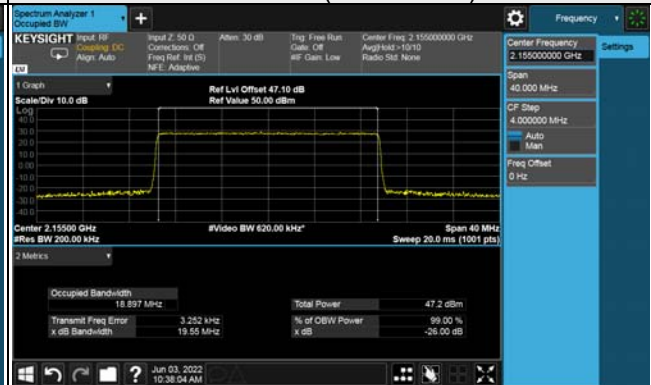 Spectrum Analyzer 1
Occupied BW
+
Frequency
KEYSIGHT Input: RF
Coupling: DC
Align: Auto
Input Z: 50 Ω
Corrections: Off
Freq Ref: Int (S)
NFE: Adaptive
Atten: 30 dB
Trig: Free Run
Gate: Off
#IF Gain: Low
Center Freq: 2.155000000 GHz
Avg|Hold:>10/10
Radio Std: None
Center Frequency
2.155000000 GHz
Settings
Span
40.000 MHz
CF Step
4.000000 MHz
Auto
Man
Freq Offset
0 Hz
1 Graph
Scale/Div 10.0 dB
Ref Lvl Offset 47.10 dB
Ref Value 50.00 dBm
Log
40.0
30.0
20.0
10.0
0.00
-10.0
-20.0
-30.0
-40.0
Center 2.15500 GHz
#Res BW 200.00 kHz
#Video BW 620.00 kHz*
Span 40 MHz
Sweep 20.0 ms (1001 pts)
2 Metrics
Occupied Bandwidth
18.897 MHz
Total Power 47.2 dBm
Transmit Freq Error 3.252 kHz
% of OBW Power 99.00 %
x dB Bandwidth 19.55 MHz
x dB -26.00 dB
?
Jun 03, 2022
10:38:04 AM